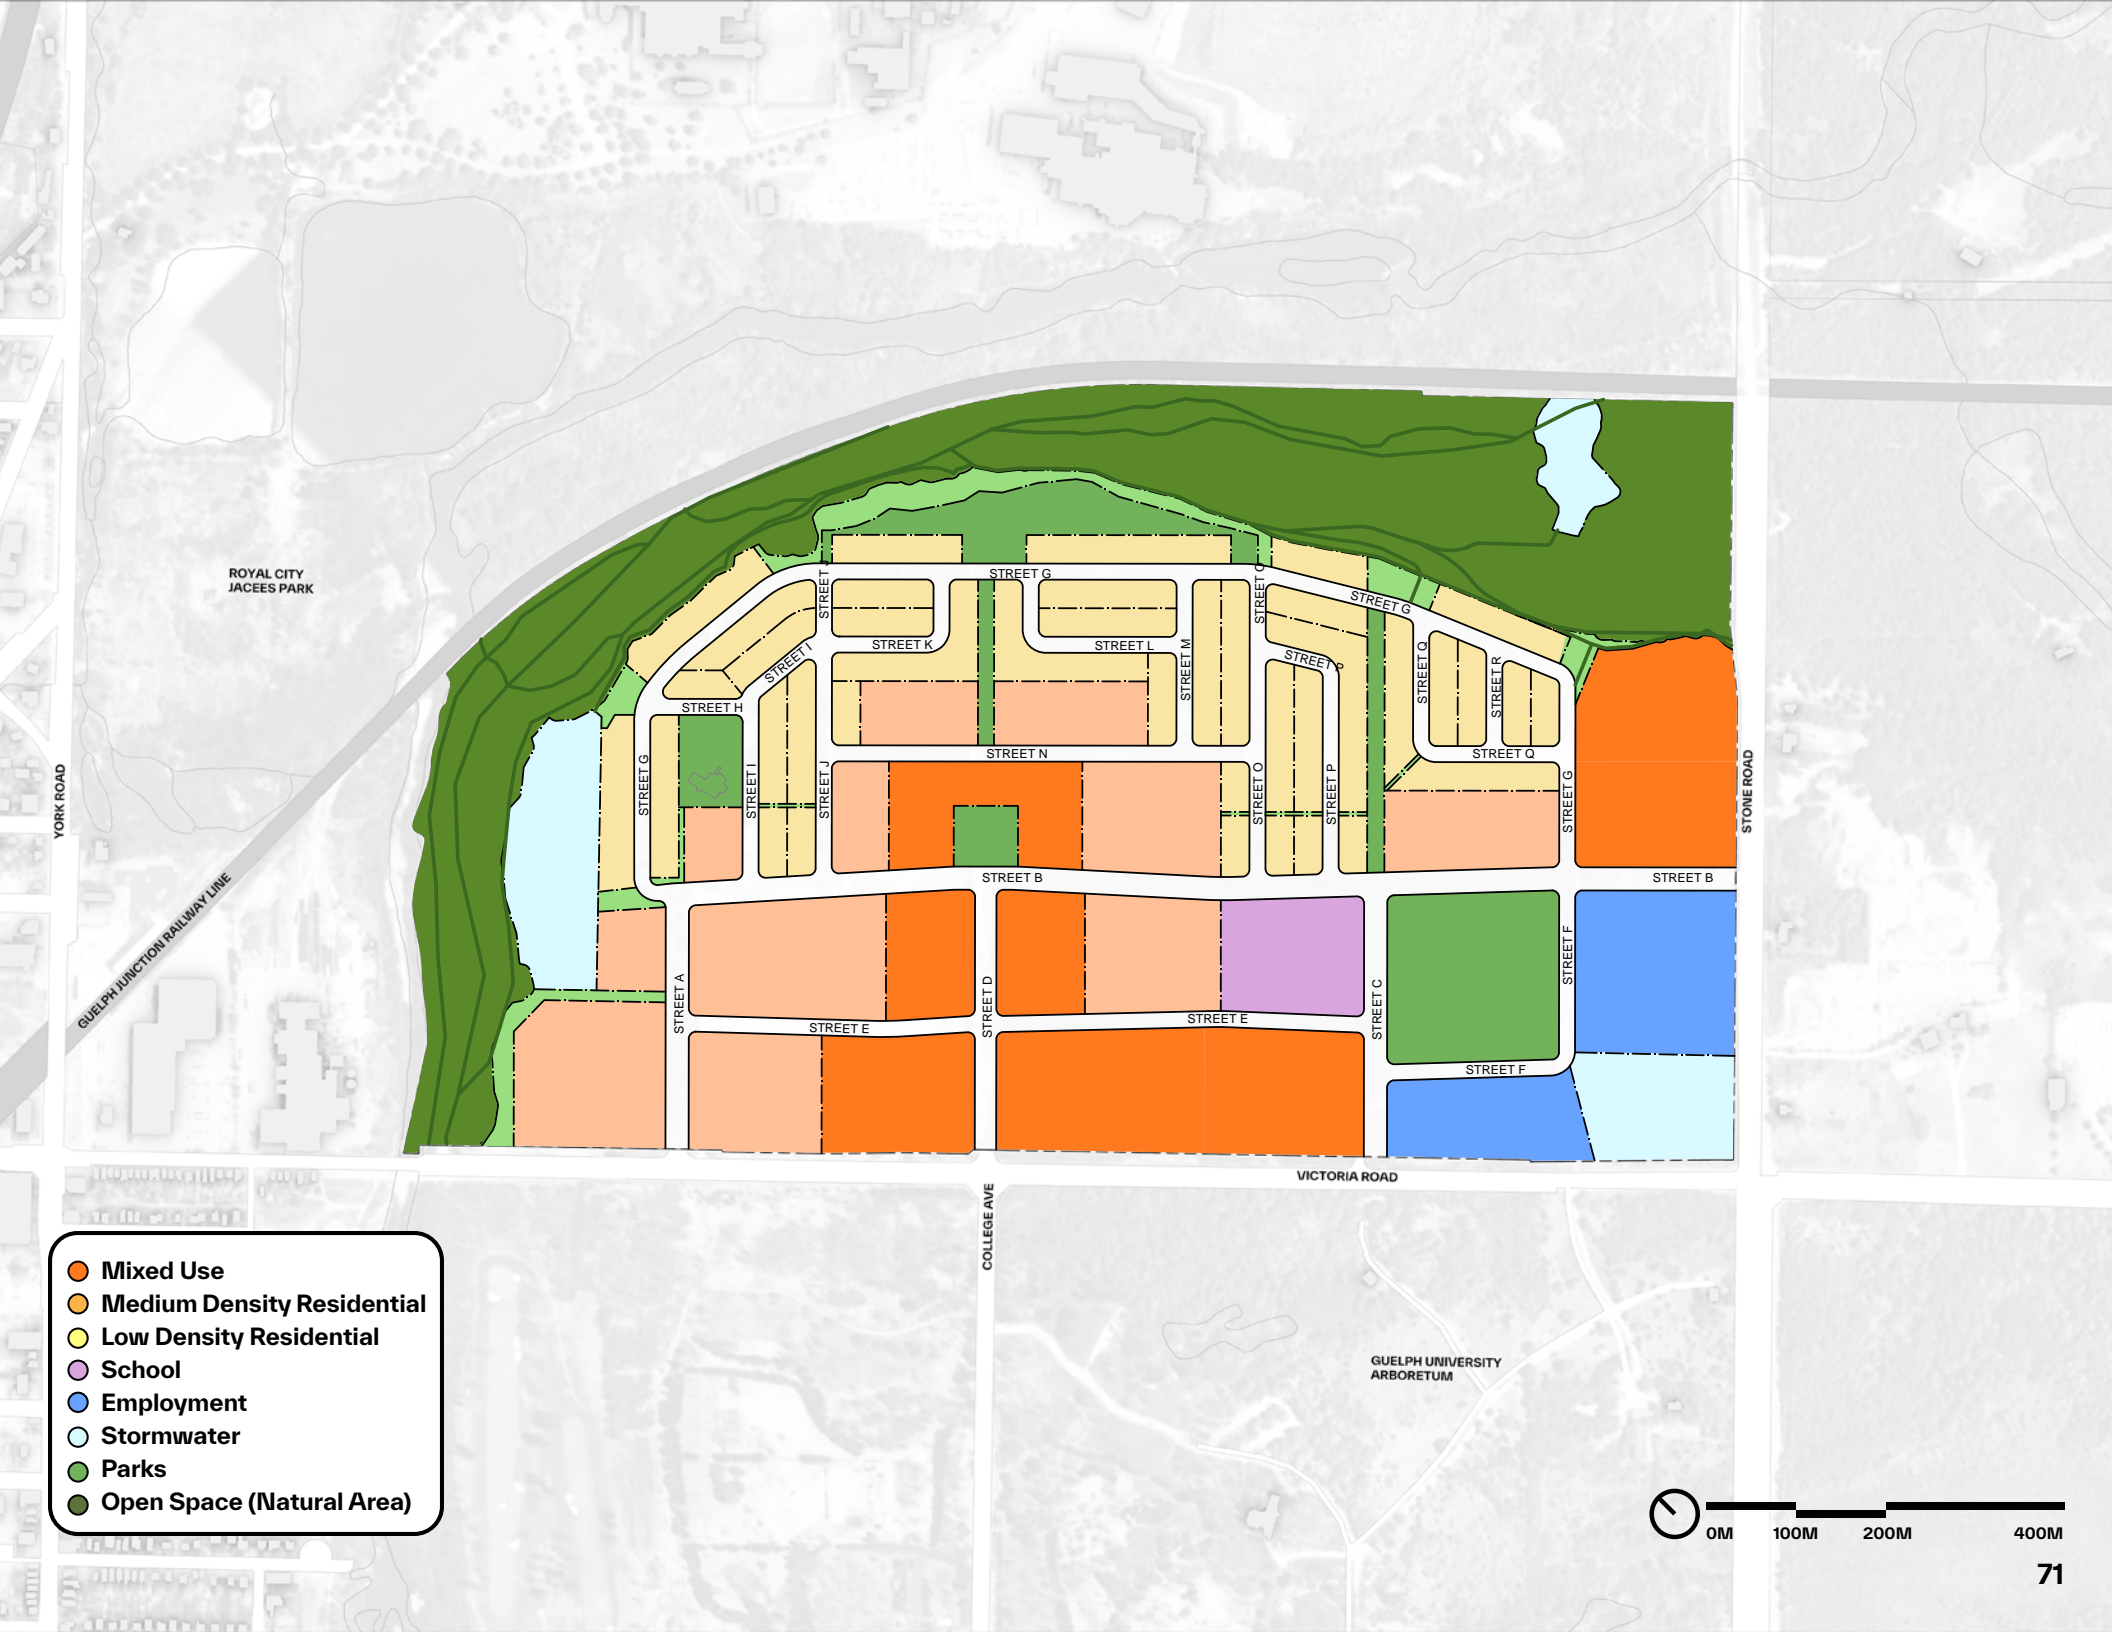 ROYAL CITY
JACEES PARK
YORK ROAD
GUELPH JUNCTION RAILWAY LINE
STREET J
STREET G
STREET O
STREET G
STREET K
STREET L
STREET M
STREET I
STREET P
STREET Q
STREET R
STREET H
STREET N
STREET Q
STREET G
STREET I
STREET J
STREET O
STREET P
STREET G
STONE ROAD
STREET B
STREET B
STREET A
STREET D
STREET C
STREET F
STREET E
STREET E
STREET F
VICTORIA ROAD
COLLEGE AVE
GUELPH UNIVERSITY
ARBORETUM
Mixed Use
Medium Density Residential
Low Density Residential
School
Employment
Stormwater
Parks
Open Space (Natural Area)
0M 100M 200M 400M
71